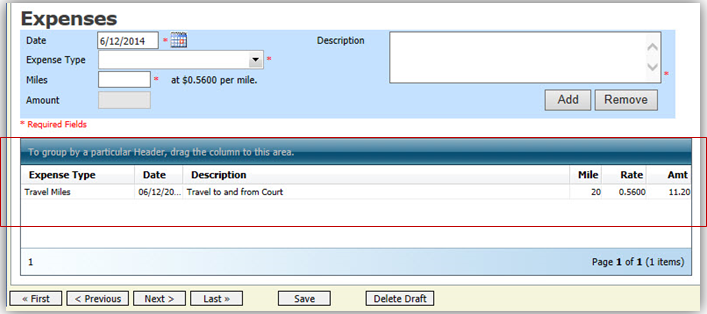 Expenses
Date 6/12/2014 * Description
Expense Type *
Miles * at $0.5600 per mile. *
Amount
Add Remove
* Required Fields
To group by a particular Header, drag the column to this area.
Expense Type Date Description Mile Rate Amt
Travel Miles 06/12/20... Travel to and from Court 20 0.5600 11.20
1 Page 1 of 1 (1 items)
« First < Previous Next > Last » Save Delete Draft